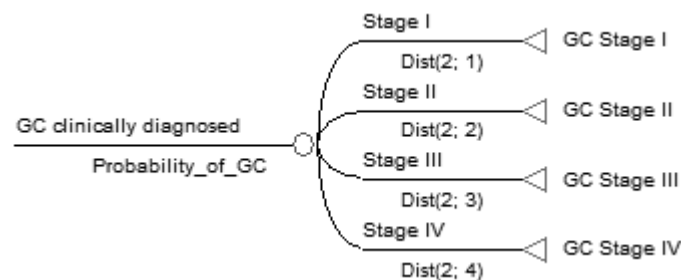 Stage I
GC Stage I
Dist(2; 1)
Stage II
GC Stage II
Dist(2; 2)
GC clinically diagnosed
Probability_of_GC
Stage III
GC Stage III
Dist(2; 3)
Stage IV
GC Stage IV
Dist(2; 4)